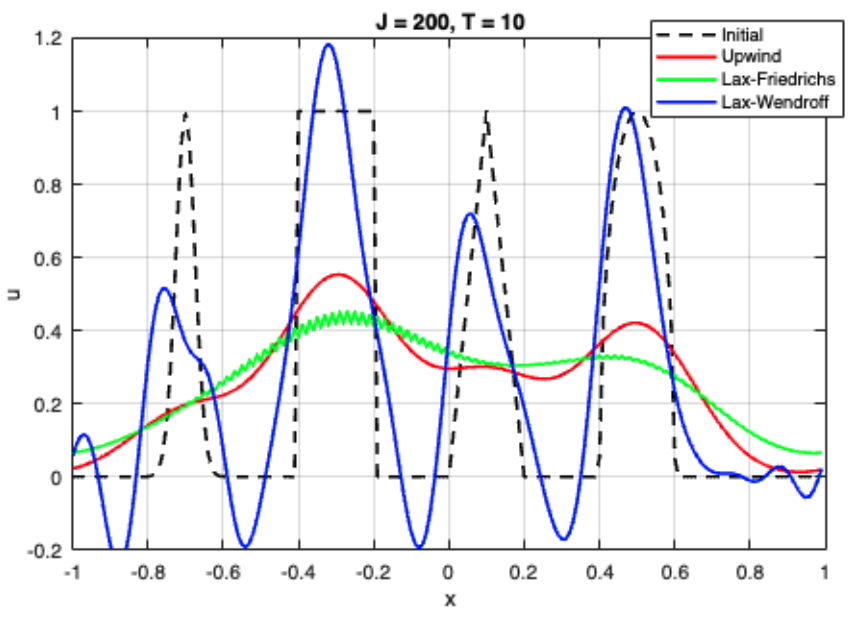 J = 200, T = 10
Initial
Upwind
Lax-Friedrichs
Lax-Wendroff
1.2
1
0.8
0.6
0.4
0.2
0
-0.2
u
-1 -0.8 -0.6 -0.4 -0.2 0 0.2 0.4 0.6 0.8 1
x